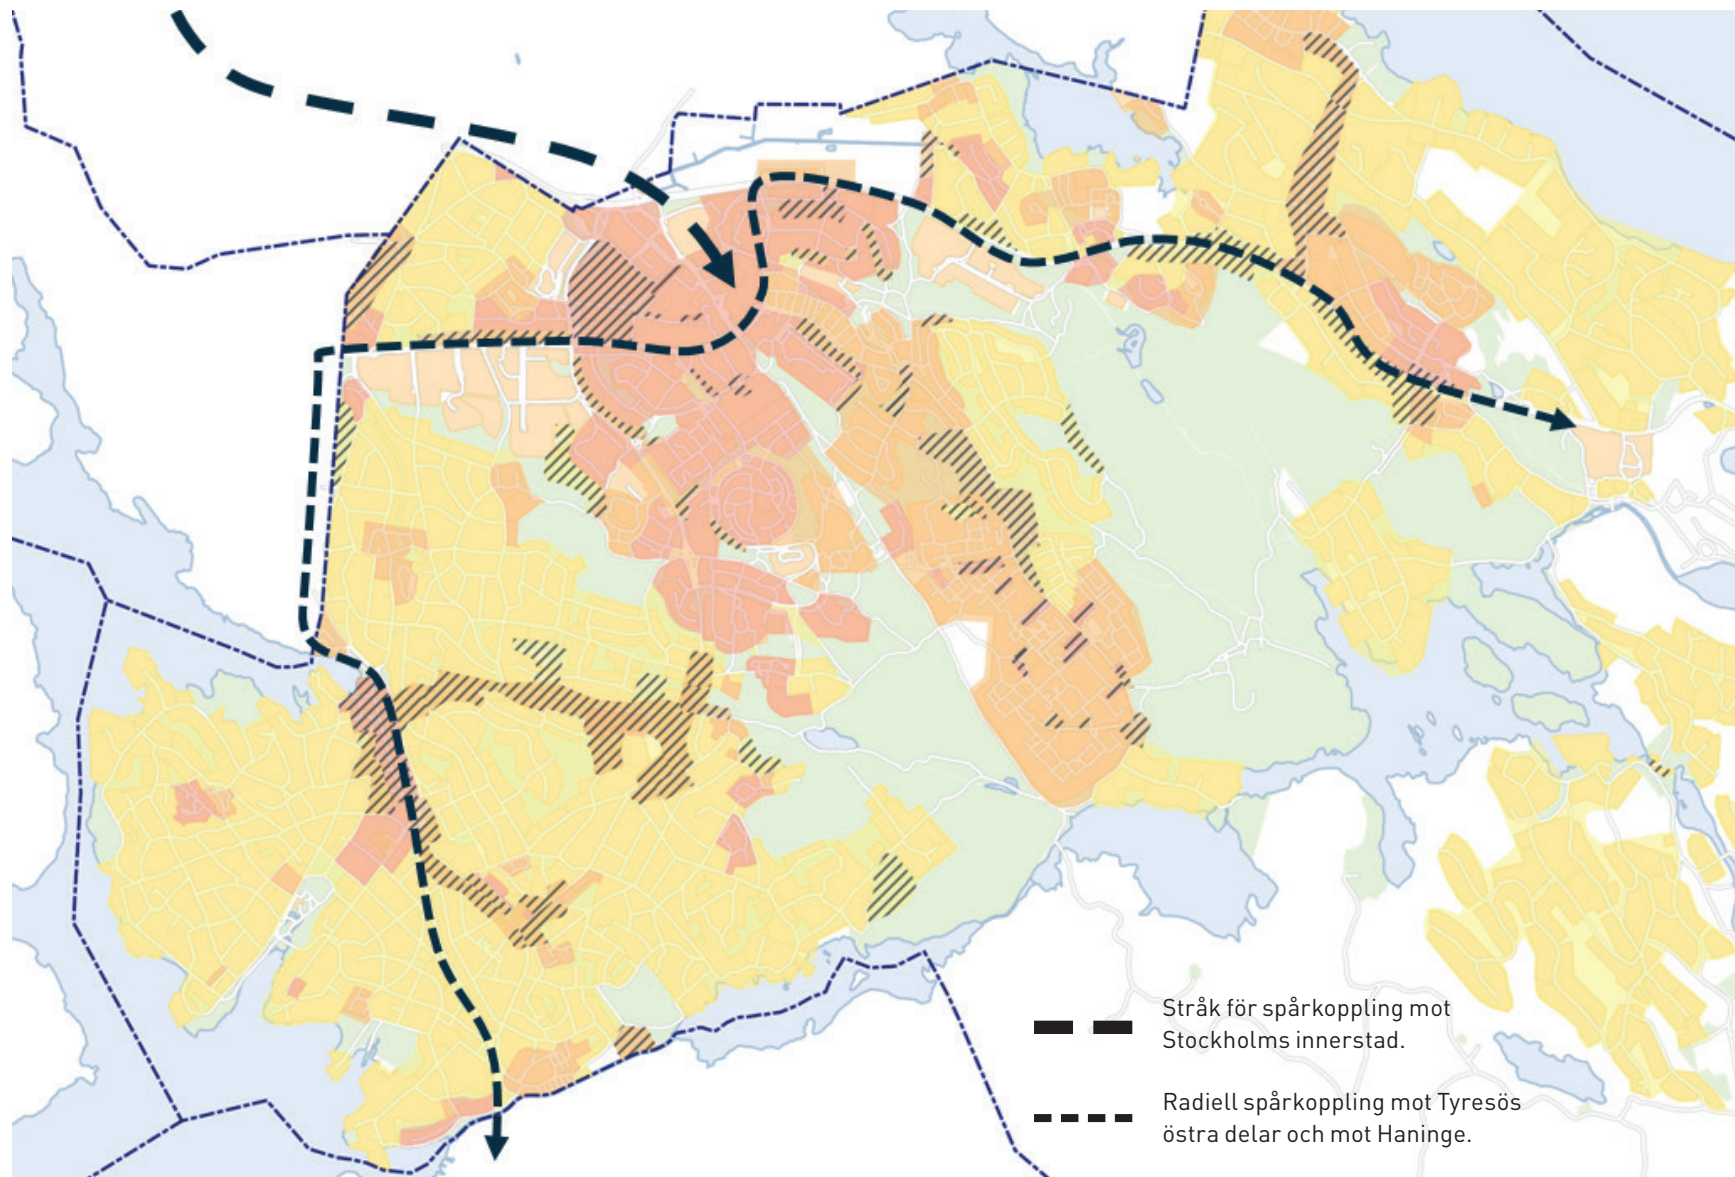 Stråk för spårkoppling mot
Stockholms innerstad.
Radiell spårkoppling mot Tyresös
östra delar och mot Haninge.